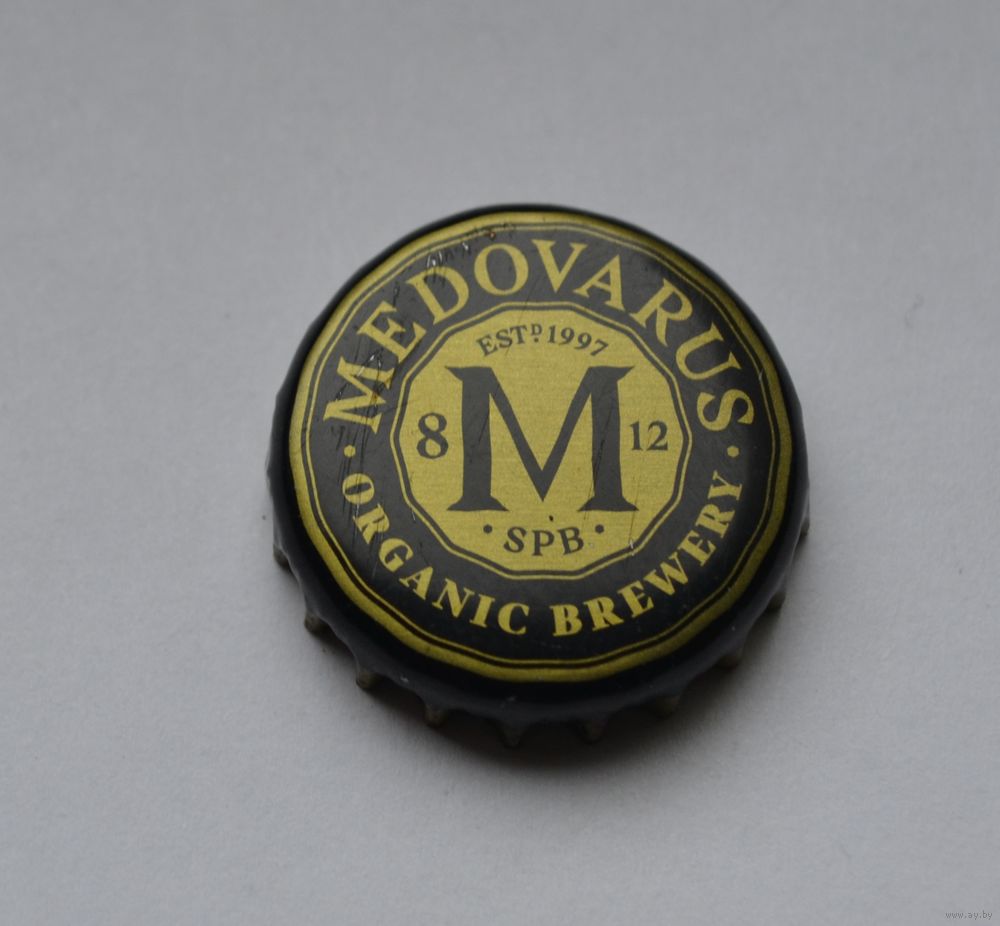 MEDOVARUS
ESTD. 1997
8 M 12
• SPB •
• ORGANIC BREWERY •
www.ay.by